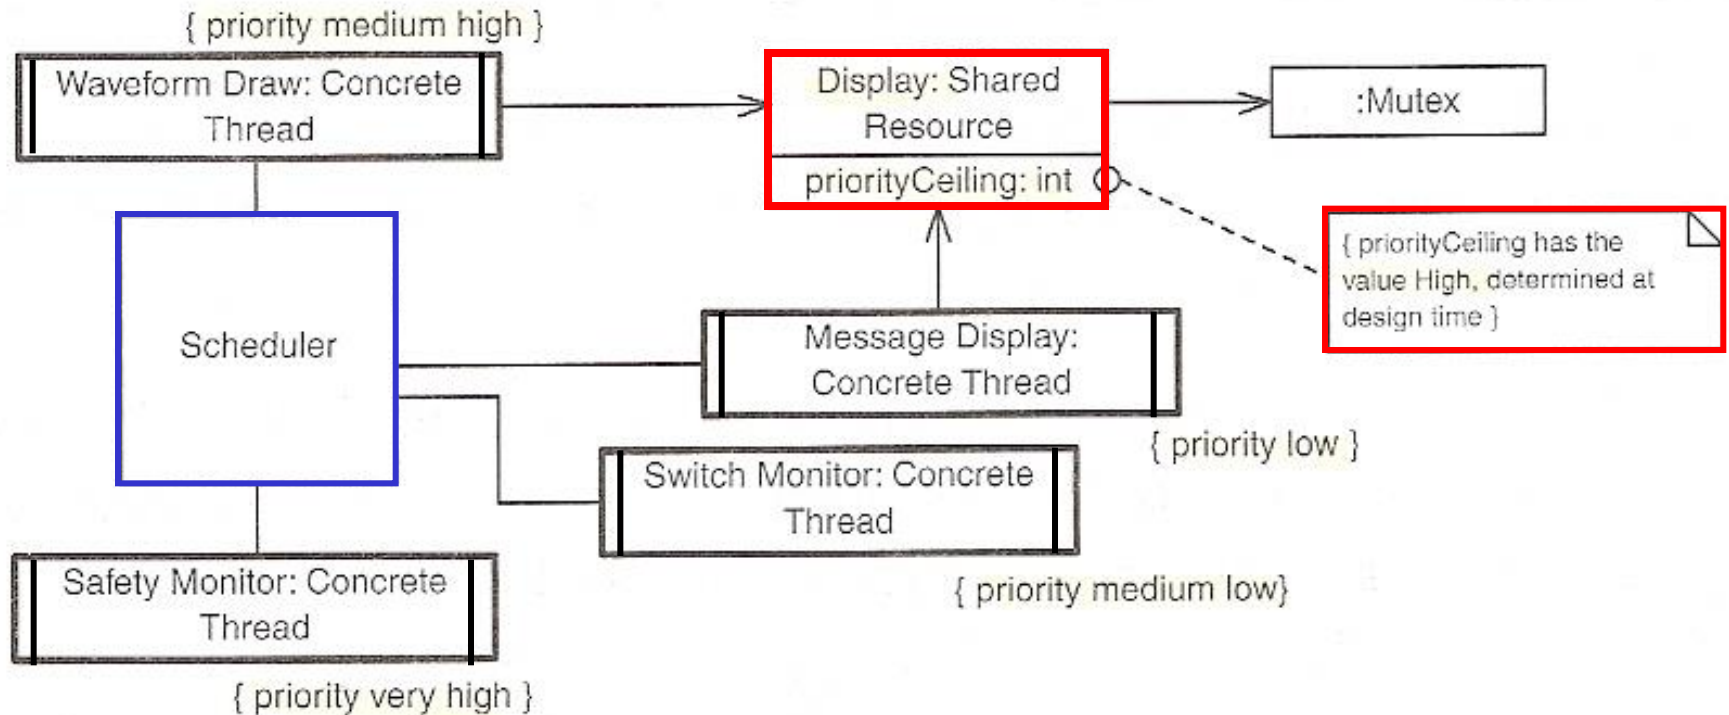 { priority medium high }
Waveform Draw: Concrete
Thread
Display: Shared
Resource
priorityCeiling: int
:Mutex
{ priorityCeiling has the
value High, determined at
design time }
Scheduler
Message Display:
Concrete Thread
{ priority low }
Switch Monitor: Concrete
Thread
{ priority medium low}
Safety Monitor: Concrete
Thread
{ priority very high }